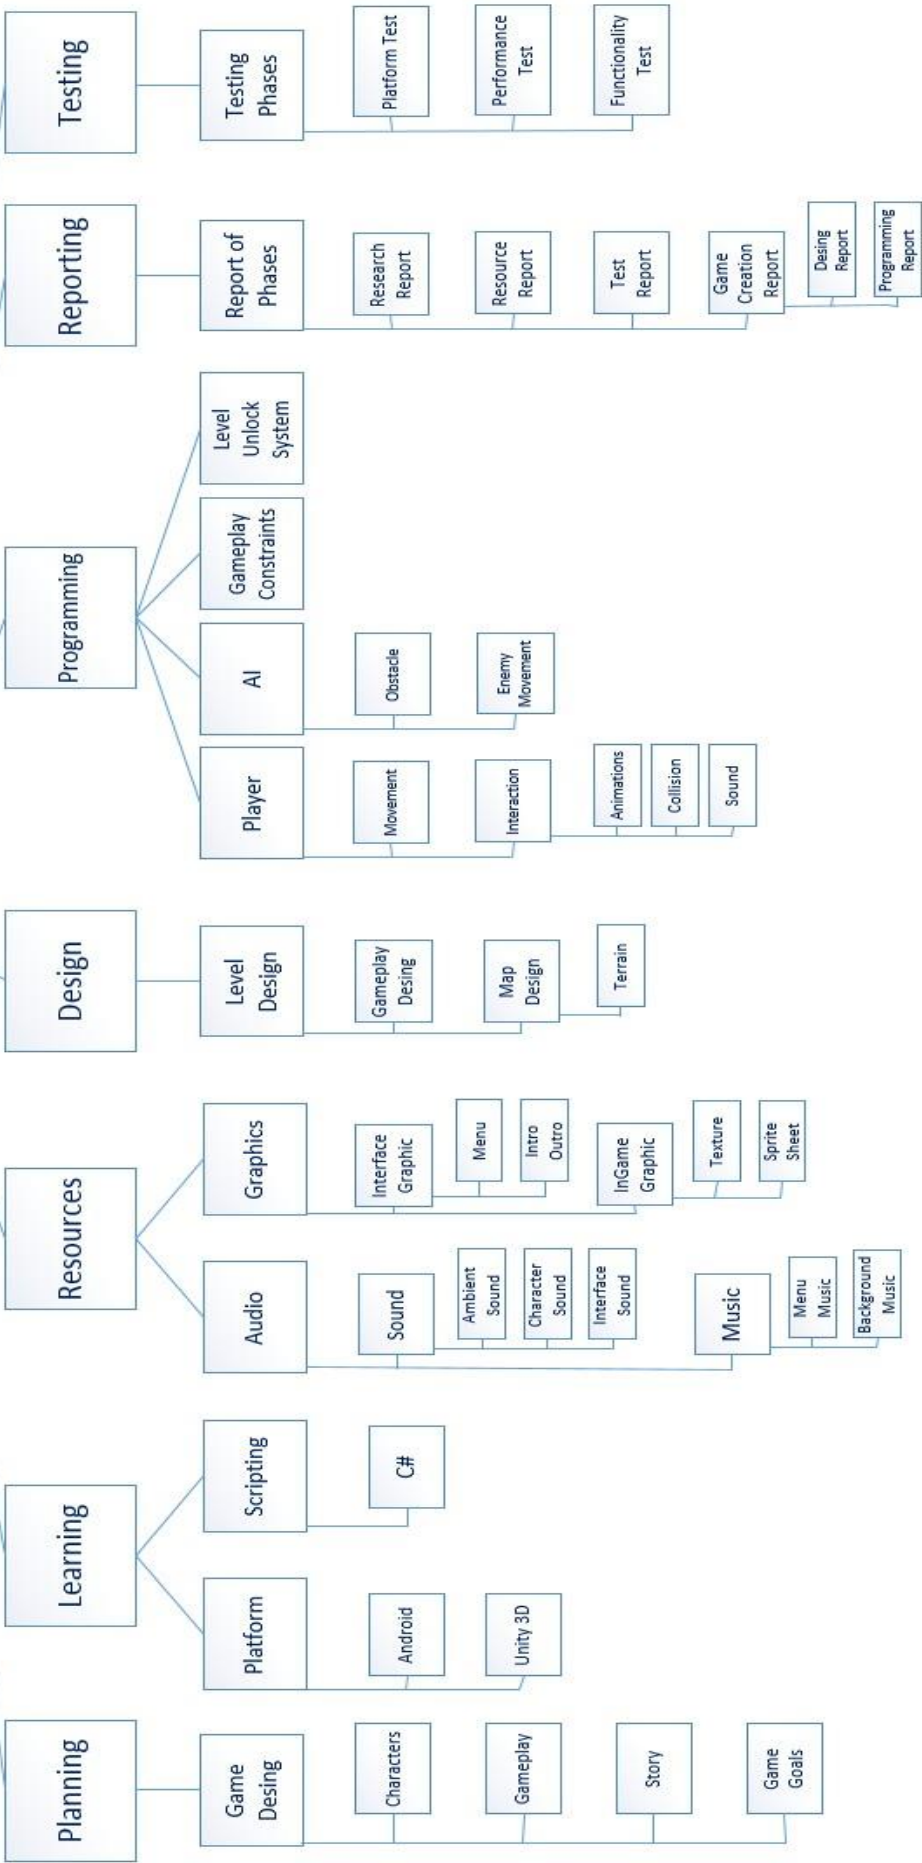 Planning
Game
Desing
Characters
Gameplay
Story
Game
Goals
Learning
Platform
Android
Unity 3D
Scripting
C#
Resources
Audio
Sound
Ambient
Sound
Character
Sound
Interface
Sound
Music
Menu
Music
Background
Music
Graphics
Interface
Graphic
Menu
Intro
Outro
InGame
Graphic
Texture
Sprite
Sheet
Design
Level
Design
Gameplay
Desing
Map
Design
Terrain
Programming
Player
Movement
Interaction
Animations
Collision
Sound
AI
Obstacle
Enemy
Movement
Gameplay
Constraints
Level
Unlock
System
Reporting
Report of
Phases
Research
Report
Resource
Report
Test
Report
Game
Creation
Report
Desing
Report
Programming
Report
Testing
Testing
Phases
Platform Test
Performance
Test
Functionality
Test